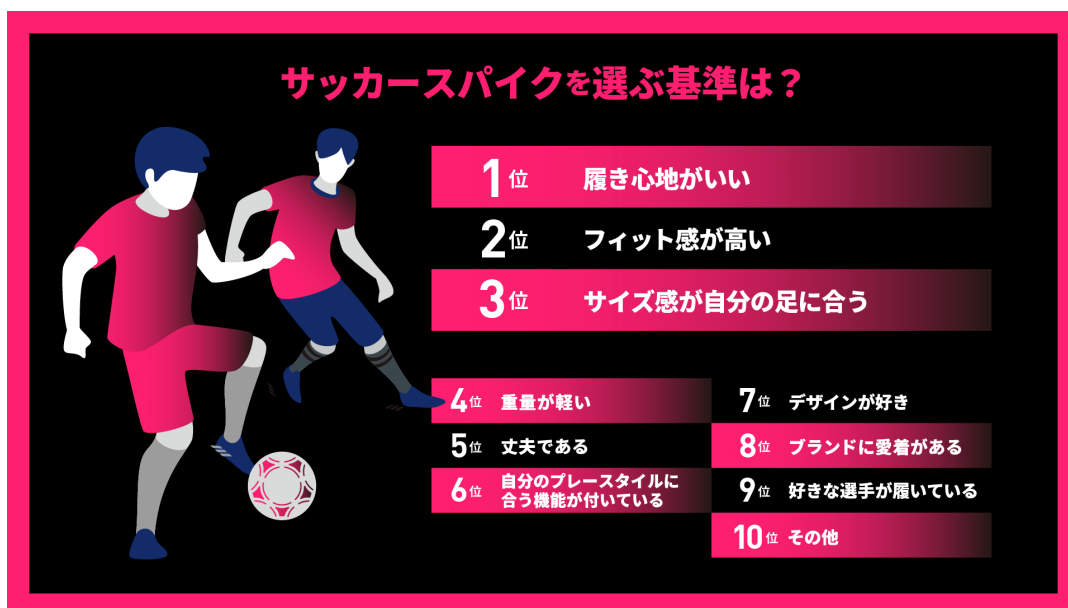 サッカースパイクを選ぶ基準は？
1位 履き心地がいい
2位 フィット感が高い
3位 サイズ感が自分の足に合う
4位 重量が軽い
5位 丈夫である
6位 自分のプレースタイルに
合う機能が付いている
7位 デザインが好き
8位 ブランドに愛着がある
9位 好きな選手が履いている
10位 その他